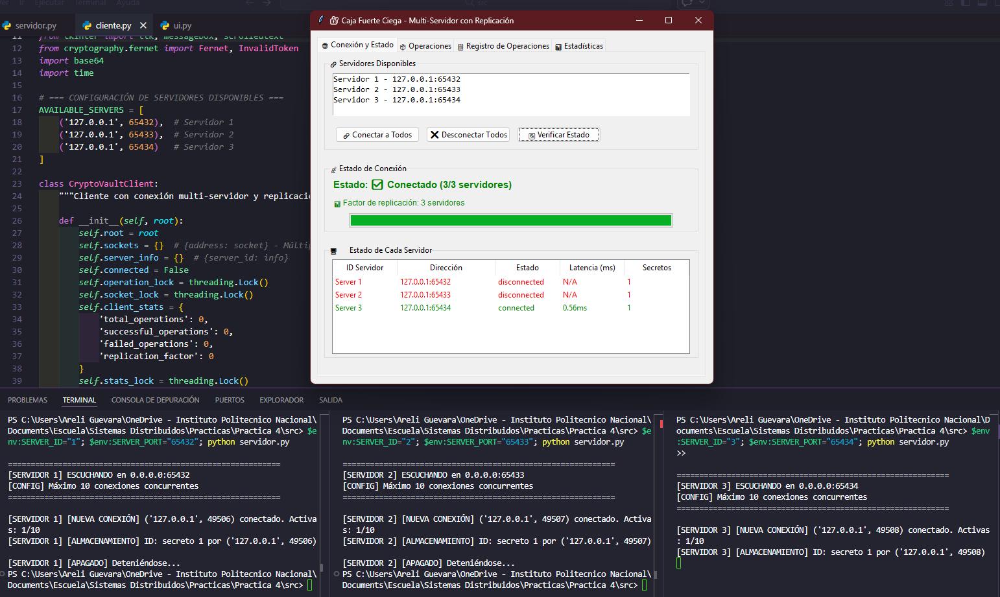 er Ir Ejecutar Terminal Ayuda
src
servidor.py
cliente.py
ui.py
11 from tkinter import ttk, messagebox, scrolledtext
12 from cryptography.fernet import Fernet, InvalidToken
13 import base64
14 import time
15
16 # === CONFIGURACIÓN DE SERVIDORES DISPONIBLES ===
17 AVAILABLE_SERVERS = [
18 ('127.0.0.1', 65432), # Servidor 1
19 ('127.0.0.1', 65433), # Servidor 2
20 ('127.0.0.1', 65434) # Servidor 3
21 ]
22
23 class CryptoVaultClient:
24 """Cliente con conexión multi-servidor y replicació
25
26 def __init__(self, root):
27 self.root = root
28 self.sockets = {} # {address: socket} - Múltip
29 self.server_info = {} # {server_id: info}
30 self.connected = False
31 self.operation_lock = threading.Lock()
32 self.socket_lock = threading.Lock()
33 self.client_stats = {
34 'total_operations': 0,
35 'successful_operations': 0,
36 'failed_operations': 0,
37 'replication_factor': 0
38 }
39 self.stats_lock = threading.Lock()
Caja Fuerte Ciega - Multi-Servidor con Replicación
Conexión y Estado
Operaciones
Registro de Operaciones
Estadísticas
Servidores Disponibles
Servidor 1 - 127.0.0.1:65432
Servidor 2 - 127.0.0.1:65433
Servidor 3 - 127.0.0.1:65434
Conectar a Todos
Desconectar Todos
Verificar Estado
Estado de Conexión
Estado: ☑ Conectado (3/3 servidores)
Factor de replicación: 3 servidores
Estado de Cada Servidor
ID Servidor Dirección Estado Latencia (ms) Secretos
Server 1 127.0.0.1:65432 disconnected N/A 1
Server 2 127.0.0.1:65433 disconnected N/A 1
Server 3 127.0.0.1:65434 connected 0.56ms 1
PROBLEMAS TERMINAL CONSOLA DE DEPURACIÓN PUERTOS EXPLORADOR SALIDA
PS C:\Users\Areli Guevara\OneDrive - Instituto Politecnico Nacional\
Documents\Escuela\Sistemas Distribuidos\Practicas\Practica 4\src> $e
nv:SERVER_ID="1"; $env:SERVER_PORT="65432"; python servidor.py
============================================================
[SERVIDOR 1] ESCUCHANDO en 0.0.0.0:65432
[CONFIG] Máximo 10 conexiones concurrentes
============================================================
[SERVIDOR 1] [NUEVA CONEXIÓN] ('127.0.0.1', 49506) conectado. Activa
s: 1/10
[SERVIDOR 1] [ALMACENAMIENTO] ID: secreto 1 por ('127.0.0.1', 49506)
[SERVIDOR 1] [APAGADO] Deteniéndose...
PS C:\Users\Areli Guevara\OneDrive - Instituto Politecnico Nacional\
Documents\Escuela\Sistemas Distribuidos\Practicas\Practica 4\src>
PS C:\Users\Areli Guevara\OneDrive - Instituto Politecnico Nacional\
Documents\Escuela\Sistemas Distribuidos\Practicas\Practica 4\src> $e
nv:SERVER_ID="2"; $env:SERVER_PORT="65433"; python servidor.py
============================================================
[SERVIDOR 2] ESCUCHANDO en 0.0.0.0:65433
[CONFIG] Máximo 10 conexiones concurrentes
============================================================
[SERVIDOR 2] [NUEVA CONEXIÓN] ('127.0.0.1', 49507) conectado. Activa
s: 1/10
[SERVIDOR 2] [ALMACENAMIENTO] ID: secreto 1 por ('127.0.0.1', 49507)
[SERVIDOR 2] [APAGADO] Deteniéndose...
PS C:\Users\Areli Guevara\OneDrive - Instituto Politecnico Nacional\
Documents\Escuela\Sistemas Distribuidos\Practicas\Practica 4\src>
PS C:\Users\Areli Guevara\OneDrive - Instituto Politecnico Nacional\D
ocuments\Escuela\Sistemas Distribuidos\Practicas\Practica 4\src> $env
:SERVER_ID="3"; $env:SERVER_PORT="65434"; python servidor.py
>>
============================================================
[SERVIDOR 3] ESCUCHANDO en 0.0.0.0:65434
[CONFIG] Máximo 10 conexiones concurrentes
============================================================
[SERVIDOR 3] [NUEVA CONEXIÓN] ('127.0.0.1', 49508) conectado. Activas
: 1/10
[SERVIDOR 3] [ALMACENAMIENTO] ID: secreto 1 por ('127.0.0.1', 49508)